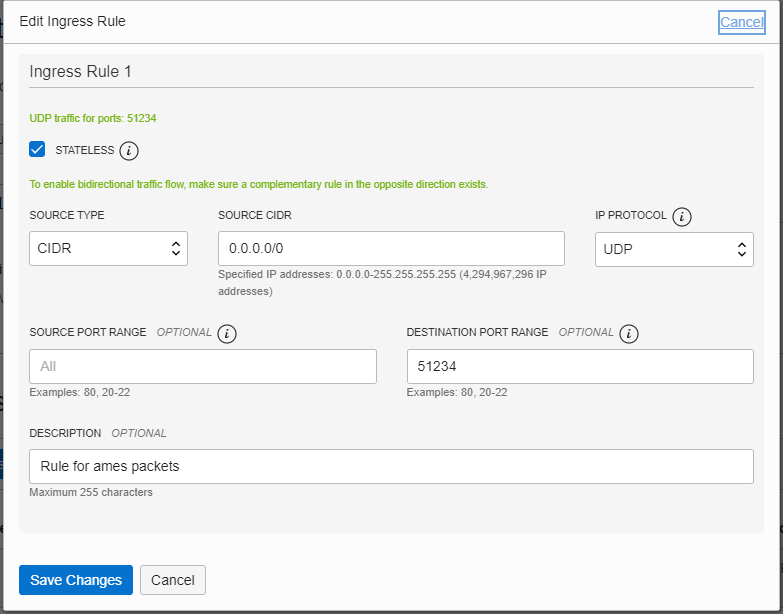 Edit Ingress Rule
Cancel
Ingress Rule 1
UDP traffic for ports: 51234
STATELESS i
To enable bidirectional traffic flow, make sure a complementary rule in the opposite direction exists.
SOURCE TYPE
SOURCE CIDR
IP PROTOCOL i
CIDR
0.0.0.0/0
UDP
Specified IP addresses: 0.0.0.0-255.255.255.255 (4,294,967,296 IP
addresses)
SOURCE PORT RANGE OPTIONAL i
DESTINATION PORT RANGE OPTIONAL i
All
51234
Examples: 80, 20-22
Examples: 80, 20-22
DESCRIPTION OPTIONAL
Rule for ames packets
Maximum 255 characters
Save Changes
Cancel